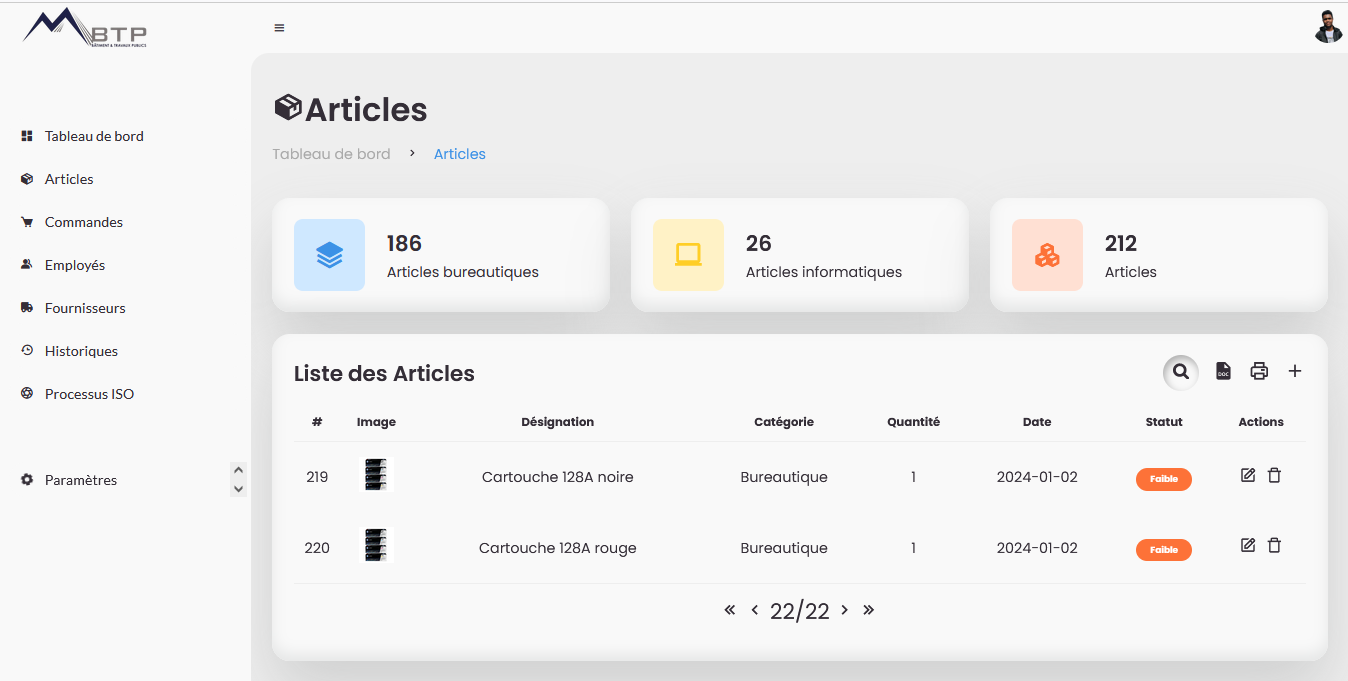 BTP
BÂTIMENT & TRAVAUX PUBLICS
Tableau de bord
Articles
Commandes
Employés
Fournisseurs
Historiques
Processus ISO
Paramètres
Articles
Tableau de bord > Articles
186
Articles bureautiques
26
Articles informatiques
212
Articles
Liste des Articles
DOC
# Image Désignation Catégorie Quantité Date Statut Actions
219 Cartouche 128A noire Bureautique 1 2024-01-02 Faible
220 Cartouche 128A rouge Bureautique 1 2024-01-02 Faible
« ‹ 22/22 › »